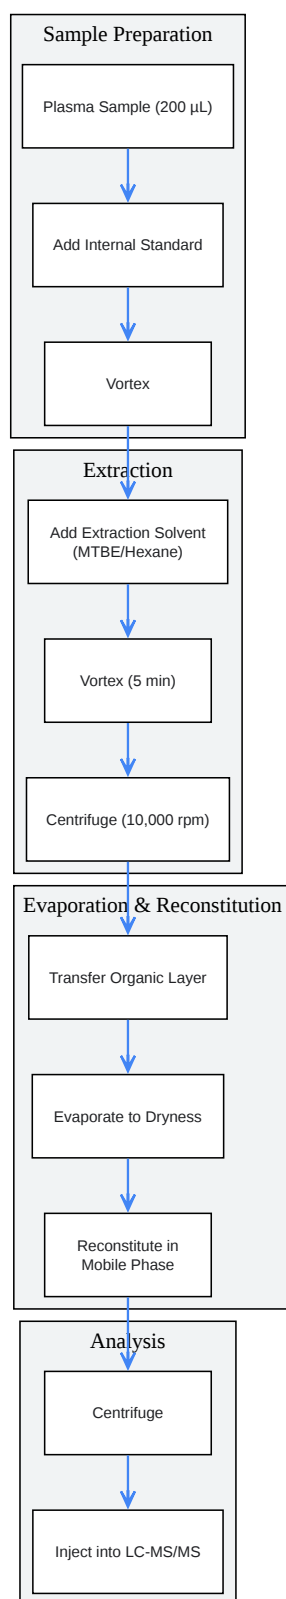 Sample Preparation
Plasma Sample (200 µL)
Add Internal Standard
Vortex
Extraction
Add Extraction Solvent
(MTBE/Hexane)
Vortex (5 min)
Centrifuge (10,000 rpm)
Evaporation & Reconstitution
Transfer Organic Layer
Evaporate to Dryness
Reconstitute in
Mobile Phase
Analysis
Centrifuge
Inject into LC-MS/MS